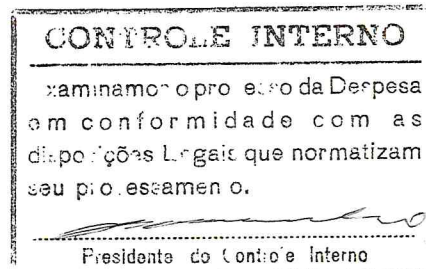 CONTROLE INTERNO
Examinamos o processo da Despesa
em conformidade com as
disposições Legais que normatizam
seu processamento.
Presidente do Controle Interno